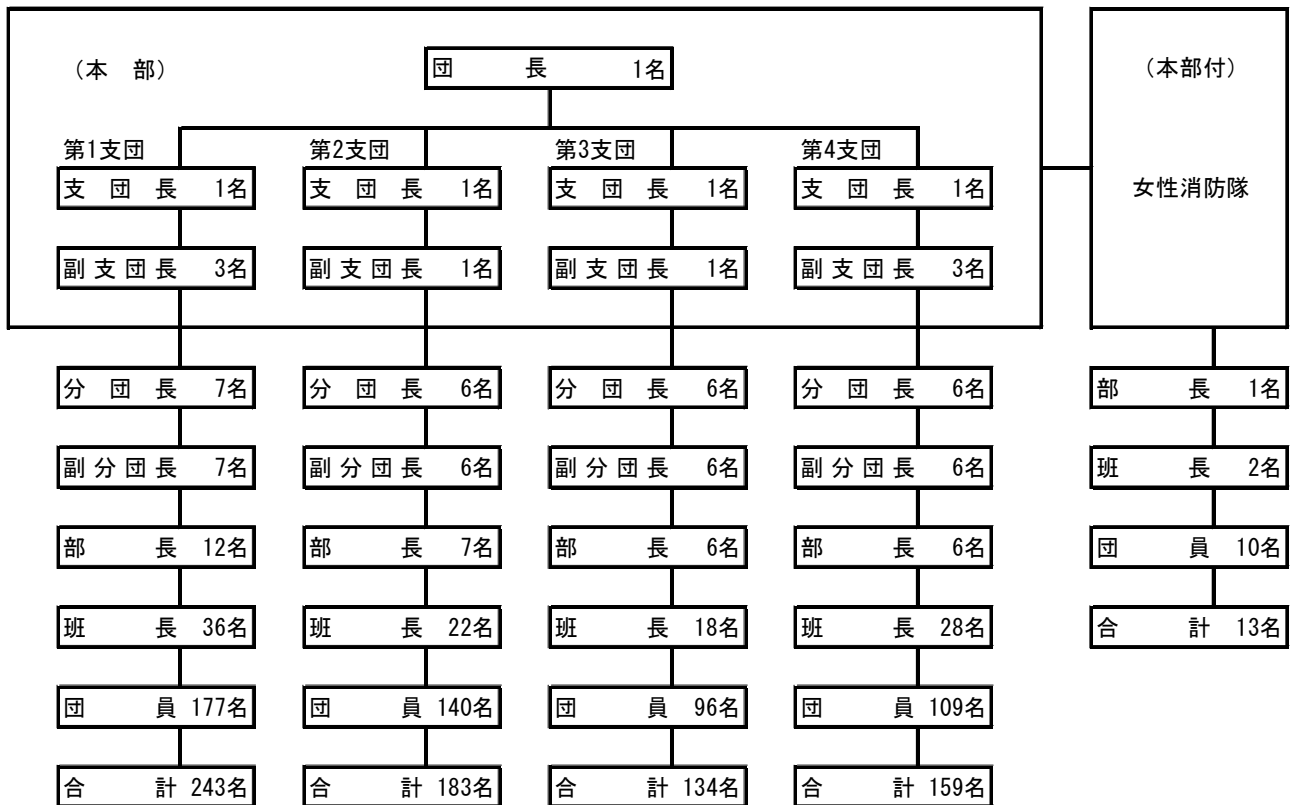 （本　部）　団　　長　　1名　（本部付）
第1支団　第2支団　第3支団　第4支団
支　団　長　1名　支　団　長　1名　支　団　長　1名　支　団　長　1名　女性消防隊
副支団長　3名　副支団長　1名　副支団長　1名　副支団長　3名
分　団　長　7名　分　団　長　6名　分　団　長　6名　分　団　長　6名　部　　長　1名
副分団長　7名　副分団長　6名　副分団長　6名　副分団長　6名　班　　長　2名
部　　長　12名　部　　長　7名　部　　長　6名　部　　長　6名　団　　員　10名
班　　長　36名　班　　長　22名　班　　長　18名　班　　長　28名　合　　計　13名
団　　員　177名　団　　員　140名　団　　員　96名　団　　員　109名
合　　計　243名　合　　計　183名　合　　計　134名　合　　計　159名